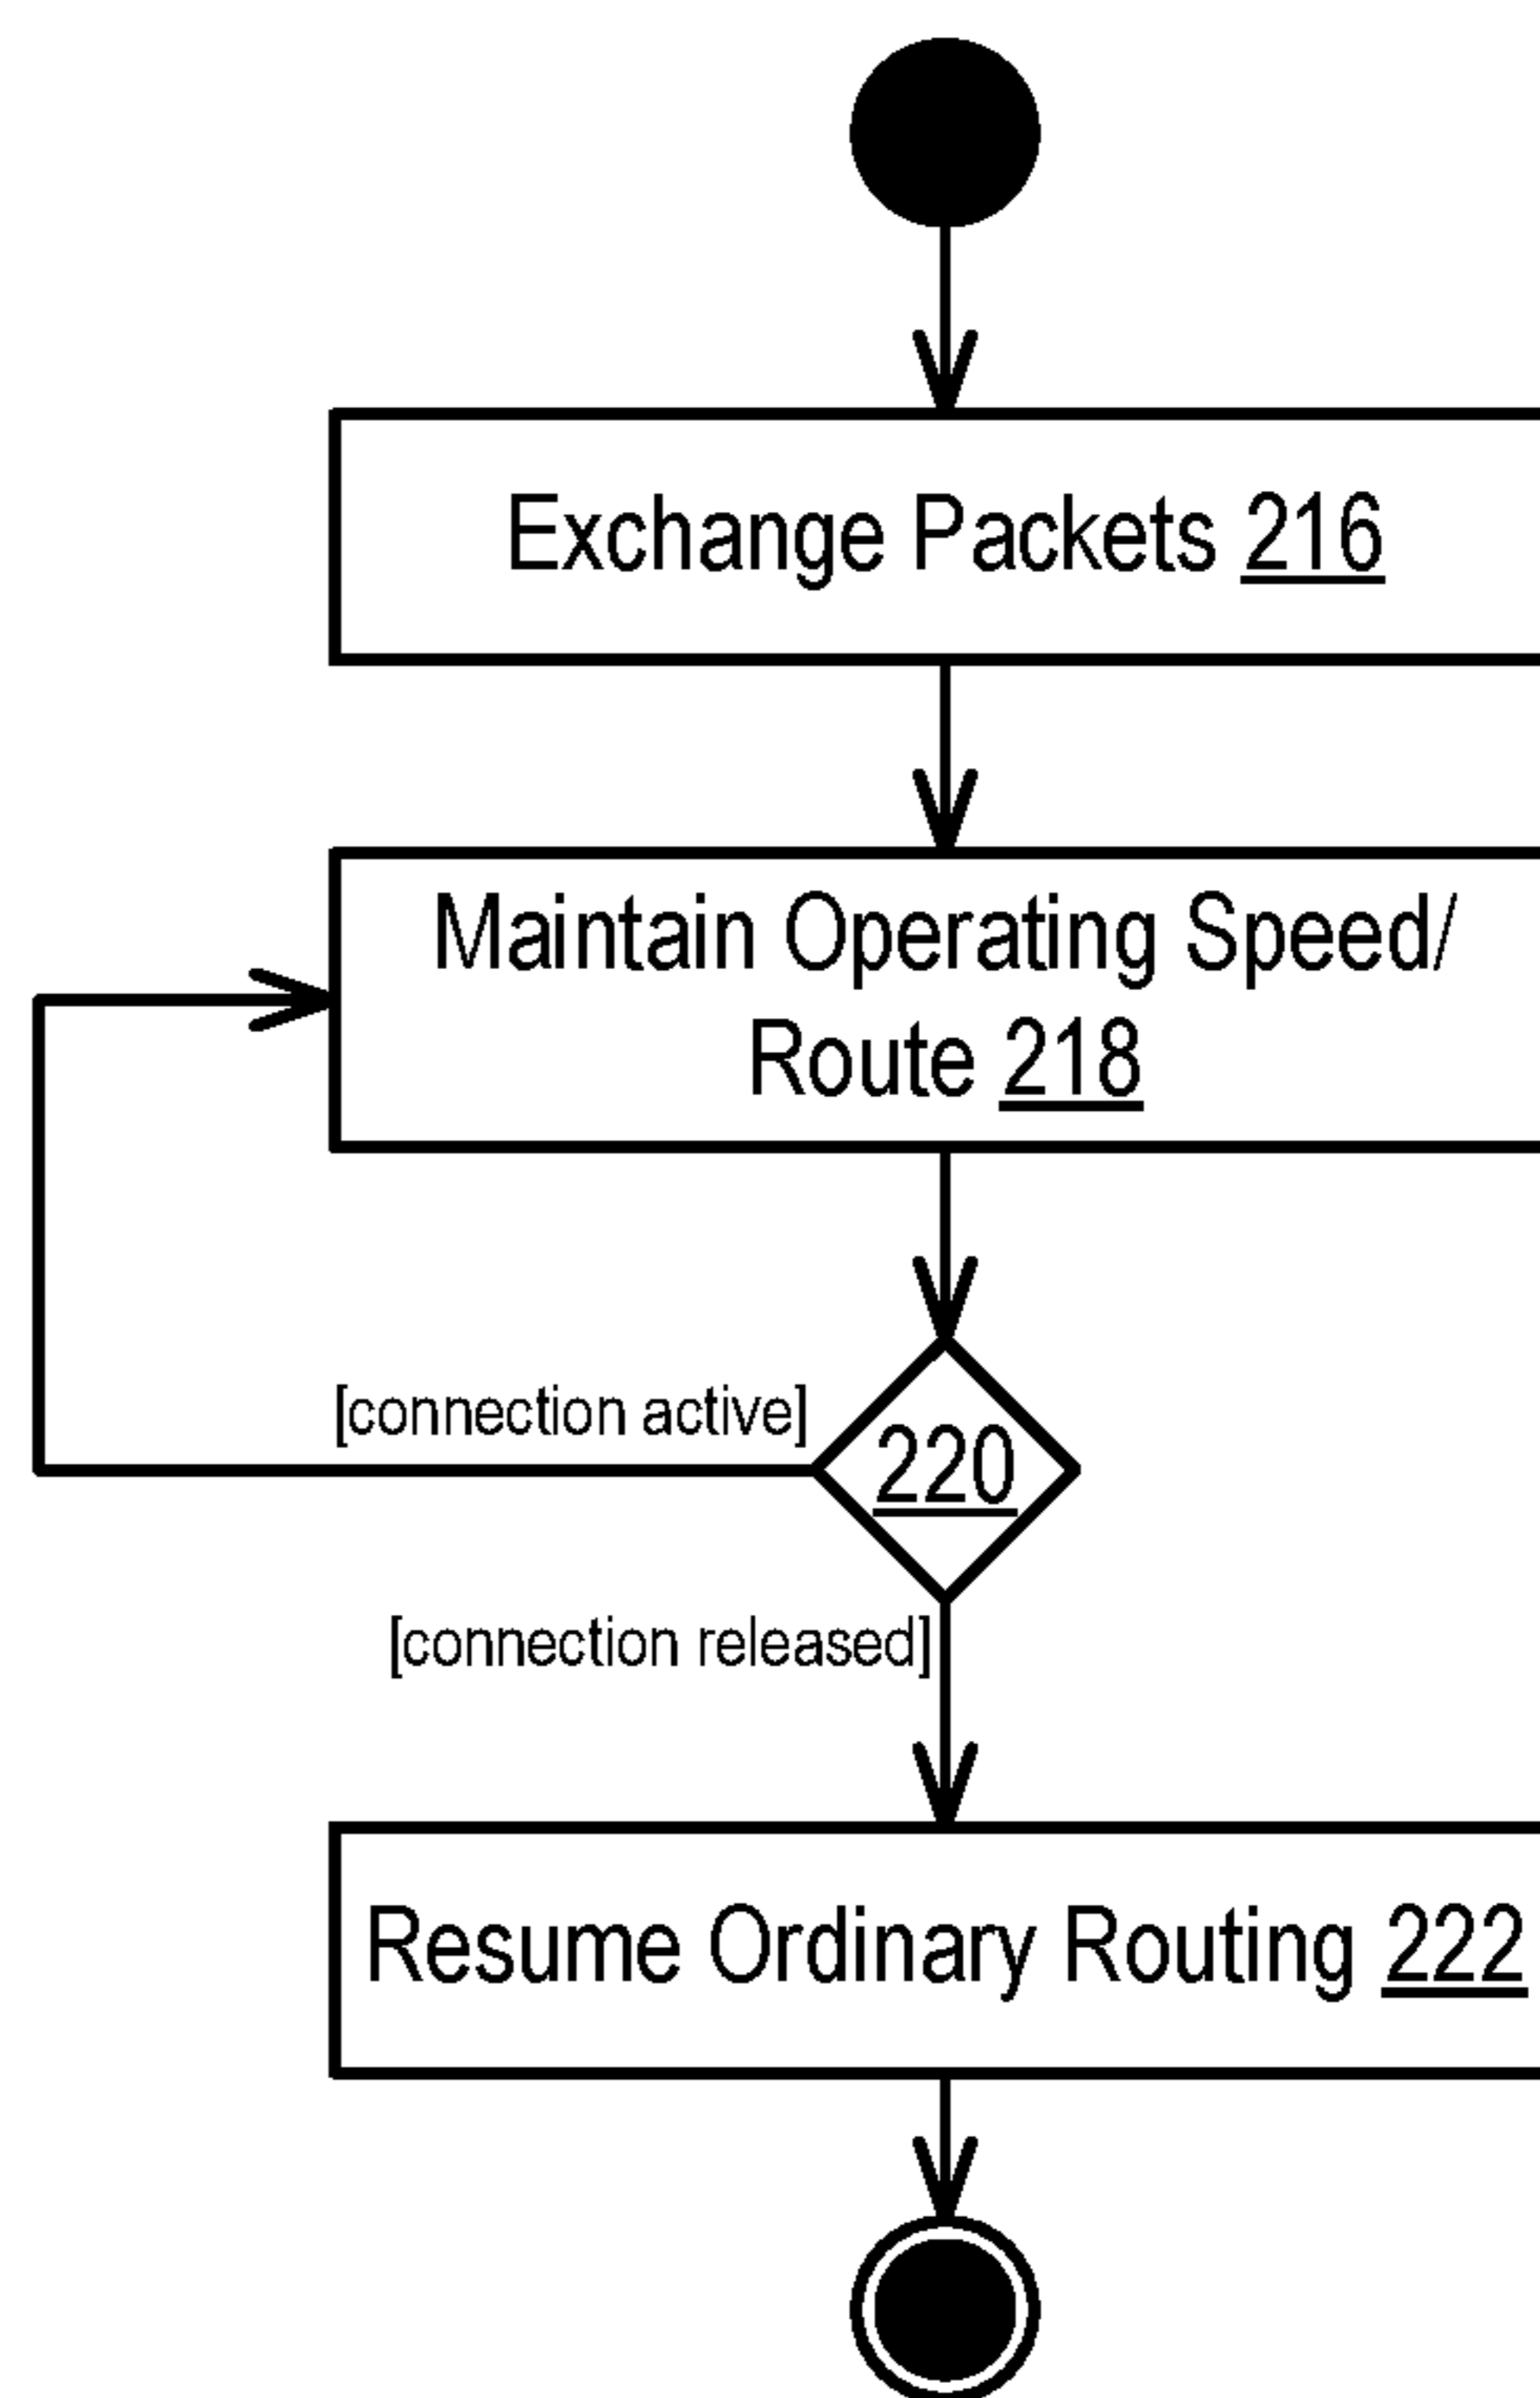 Exchange Packets 216
Maintain Operating Speed/
Route 218
[connection active]
220
[connection released]
Resume Ordinary Routing 222